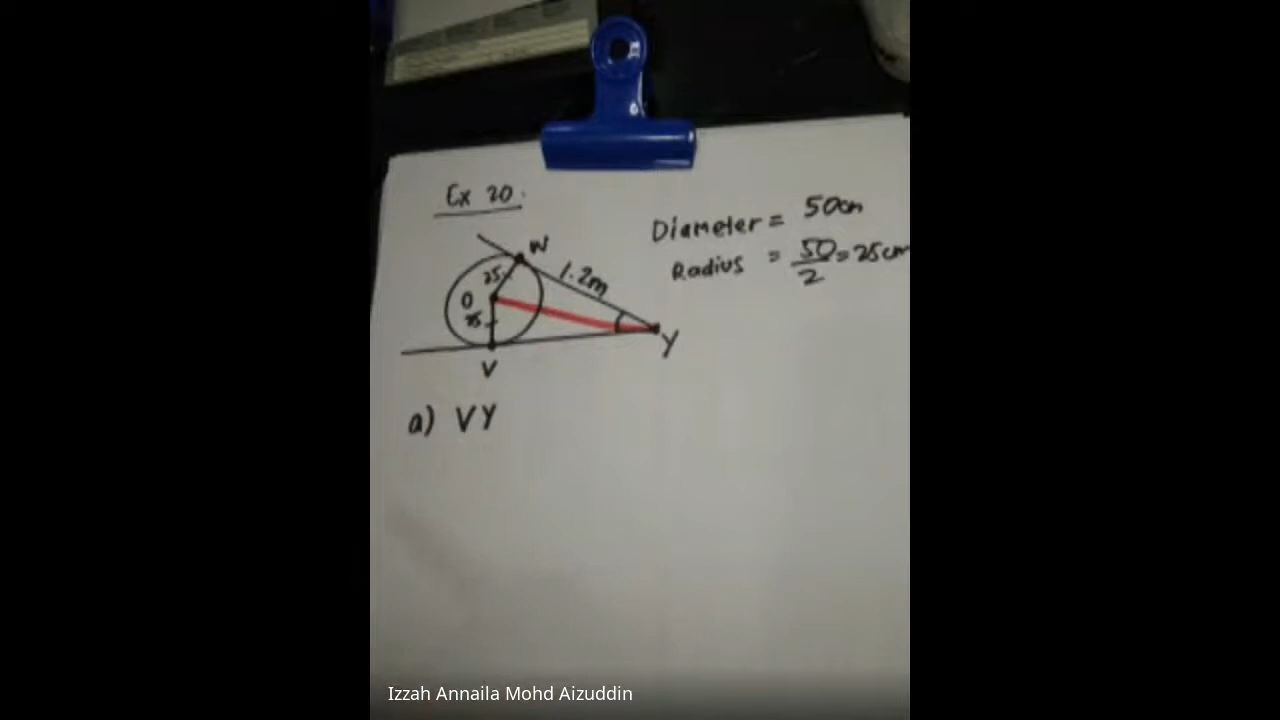 Ex 20.
Diameter = 50cm
Radius = 50/2 = 25cm
W
25
1.2m
O
25
Y
V
a) VY
Izzah Annaila Mohd Aizuddin